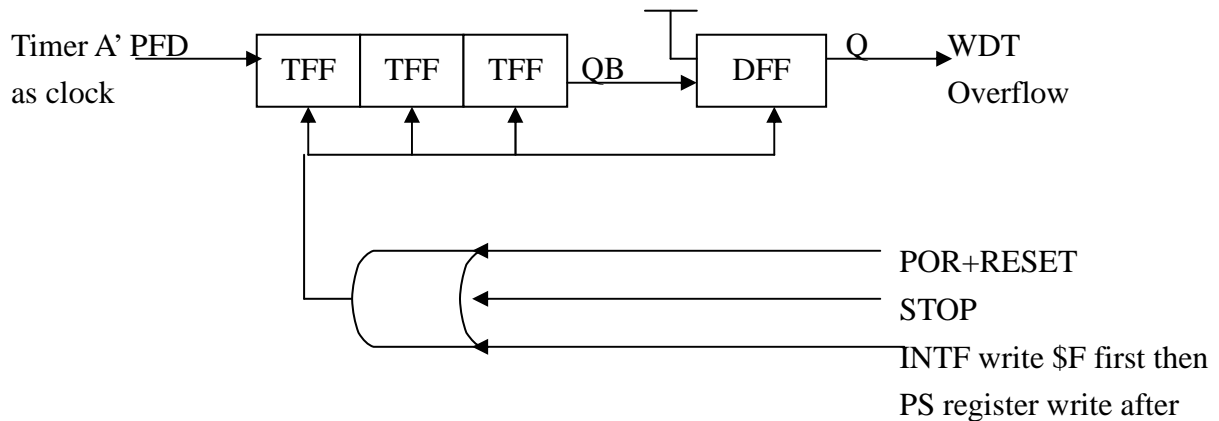 Timer A' PFD
as clock
TFF
TFF
TFF
QB
DFF
Q
WDT
Overflow
POR+RESET
STOP
INTF write $F first then
PS register write after